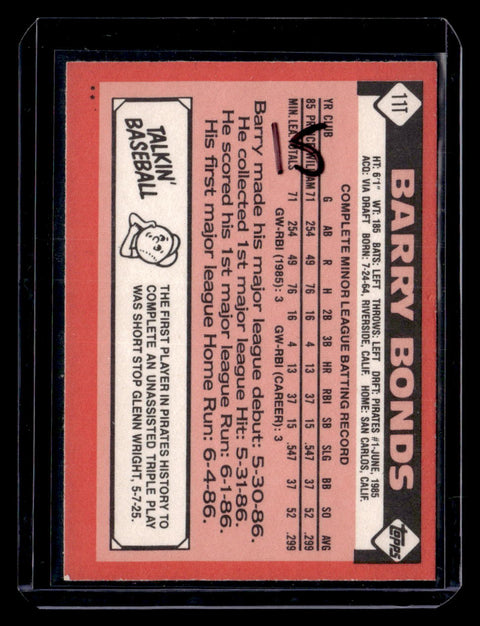 11T
BARRY BONDS
Topps
HT: 6'1" WT: 185 BATS: LEFT THROWS: LEFT DRFT: PIRATES #1-JUNE, 1985
ACQ: VIA DRAFT BORN: 7-24-64, RIVERSIDE, CALIF. HOME: SAN CARLOS, CALIF.
COMPLETE MINOR LEAGUE BATTING RECORD
YR CLUB G AB R H 2B 3B HR RBI SB SLG BB SO AVG
85 PR. WILLIAM 71 254 49 76 16 4 13 37 15 .547 37 52 .299
MIN. LEA. TOTALS 71 254 49 76 16 4 13 37 15 .547 37 52 .299
GW-RBI (1985): 3 GW-RBI (CAREER): 3
Barry made his major league debut: 5-30-86.
He collected 1st major league Hit: 5-31-86.
He scored his 1st major league Run: 6-1-86.
His first major league Home Run: 6-4-86.
TALKIN'
BASEBALL
THE FIRST PLAYER IN PIRATES HISTORY TO
COMPLETE AN UNASSISTED TRIPLE PLAY
WAS SHORT STOP GLENN WRIGHT, 5-7-25.